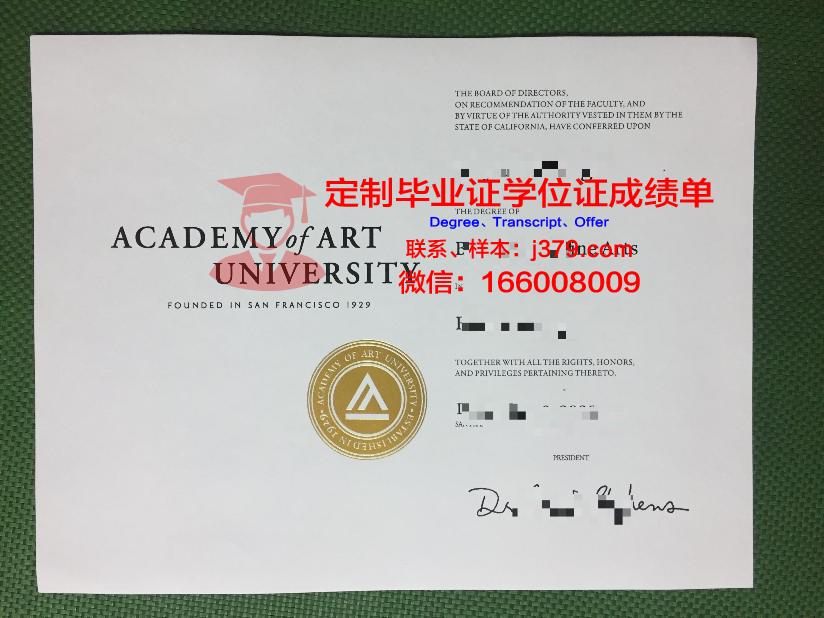 THE BOARD OF DIRECTORS,
ON RECOMMENDATION OF THE FACULTY, AND
BY VIRTUE OF THE AUTHORITY VESTED IN THEM BY THE
STATE OF CALIFORNIA, HAVE CONFERRED UPON
定制毕业证学位证成绩单
THE DEGREE OF
Degree、Transcript、Offer
联系、样本：j379.com
Arts
微信：166008009
ACADEMY of ART
UNIVERSITY
FOUNDED IN SAN FRANCISCO 1929
TOGETHER WITH ALL THE RIGHTS, HONORS,
AND PRIVILEGES PERTAINING THERETO.
ACADEMY OF ART UNIVERSITY
ESTABLISHED IN 1929
PRESIDENT